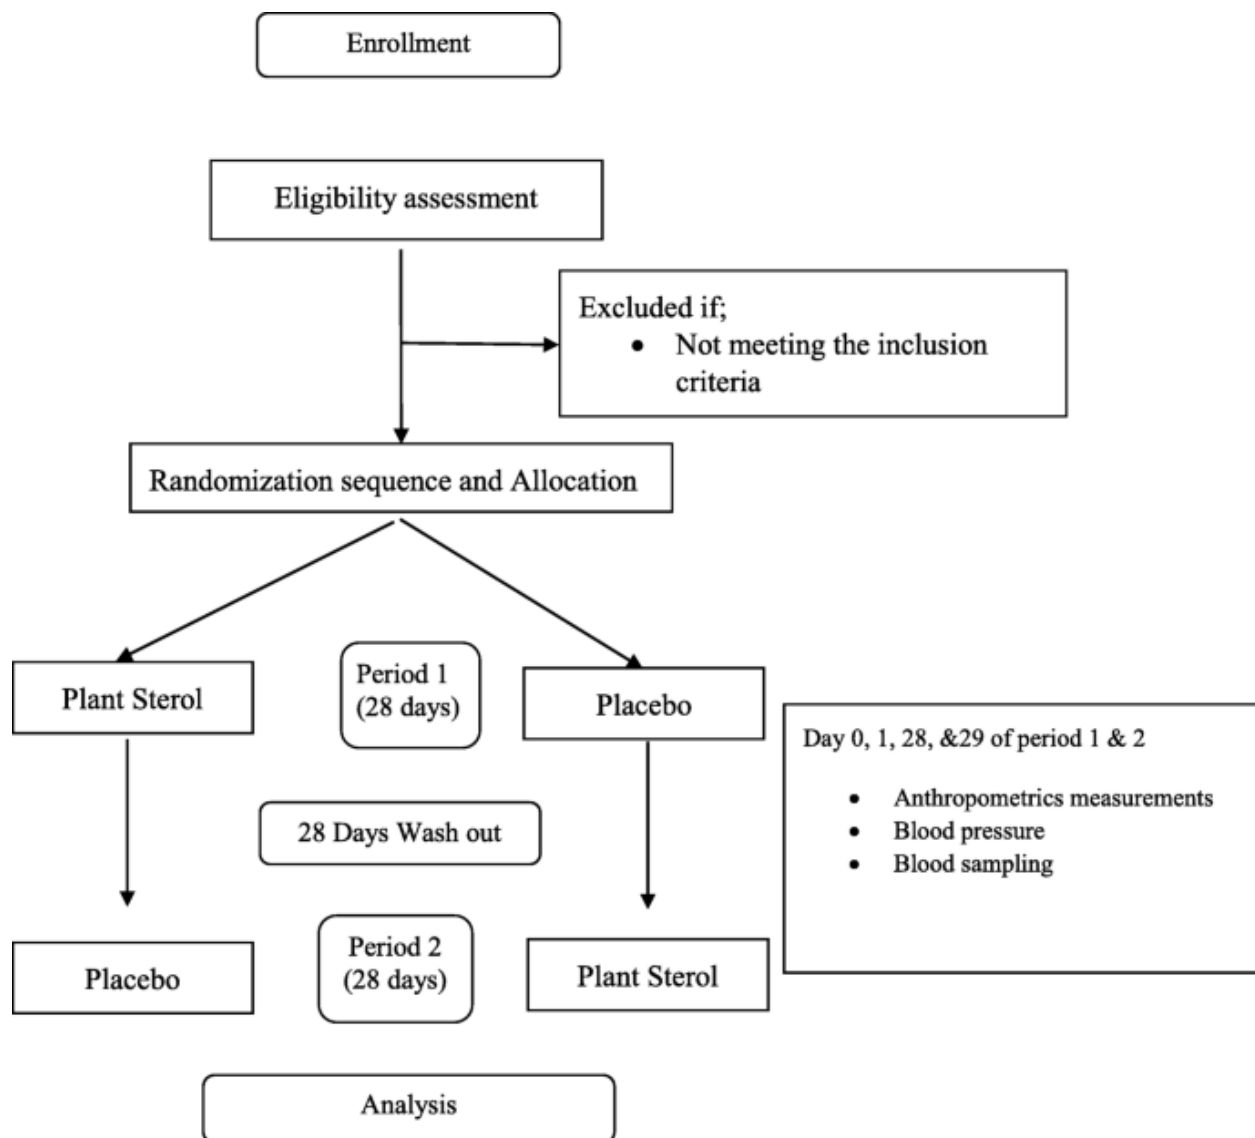 Enrollment
Eligibility assessment
Excluded if;
• Not meeting the inclusion
criteria
Randomization sequence and Allocation
Plant Sterol
Period 1
(28 days)
Placebo
Day 0, 1, 28, &29 of period 1 & 2
• Anthropometrics measurements
• Blood pressure
• Blood sampling
28 Days Wash out
Placebo
Period 2
(28 days)
Plant Sterol
Analysis